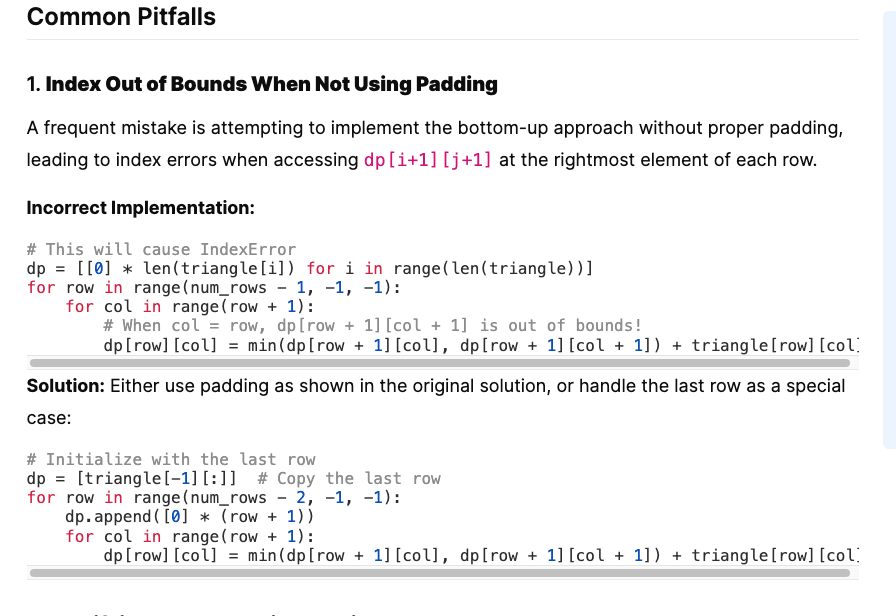 Common Pitfalls
1. Index Out of Bounds When Not Using Padding
A frequent mistake is attempting to implement the bottom-up approach without proper padding,
leading to index errors when accessing dp[i+1][j+1] at the rightmost element of each row.
Incorrect Implementation:
# This will cause IndexError
dp = [[0] * len(triangle[i]) for i in range(len(triangle))]
for row in range(num_rows - 1, -1, -1):
    for col in range(row + 1):
        # When col = row, dp[row + 1][col + 1] is out of bounds!
        dp[row][col] = min(dp[row + 1][col], dp[row + 1][col + 1]) + triangle[row][col]
Solution: Either use padding as shown in the original solution, or handle the last row as a special
case:
# Initialize with the last row
dp = [triangle[-1][:]]  # Copy the last row
for row in range(num_rows - 2, -1, -1):
    dp.append([0] * (row + 1))
    for col in range(row + 1):
        dp[row][col] = min(dp[row + 1][col], dp[row + 1][col + 1]) + triangle[row][col]